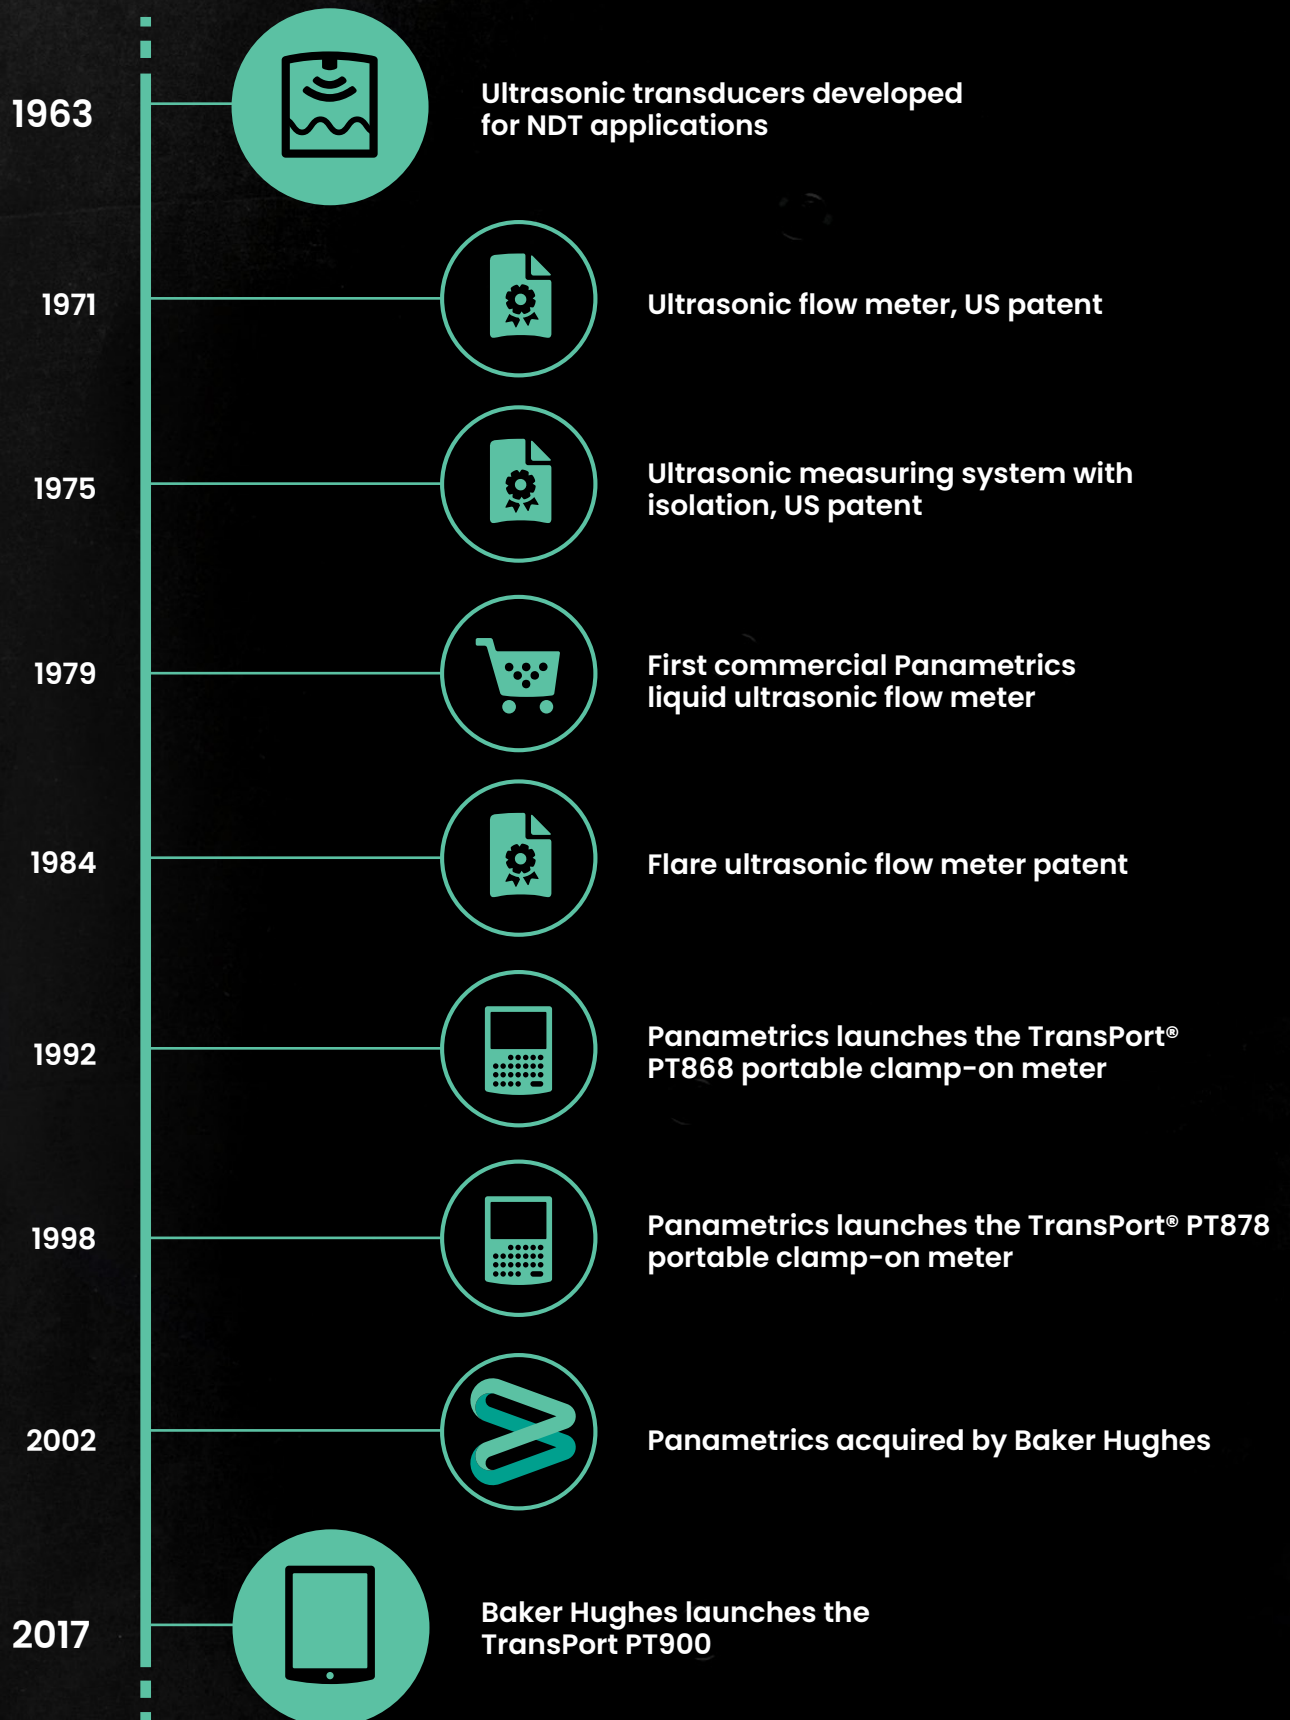 1963
Ultrasonic transducers developed
for NDT applications
1971
Ultrasonic flow meter, US patent
1975
Ultrasonic measuring system with
isolation, US patent
1979
First commercial Panametrics
liquid ultrasonic flow meter
1984
Flare ultrasonic flow meter patent
1992
Panametrics launches the TransPort®
PT868 portable clamp-on meter
1998
Panametrics launches the TransPort® PT878
portable clamp-on meter
2002
Panametrics acquired by Baker Hughes
2017
Baker Hughes launches the
TransPort PT900